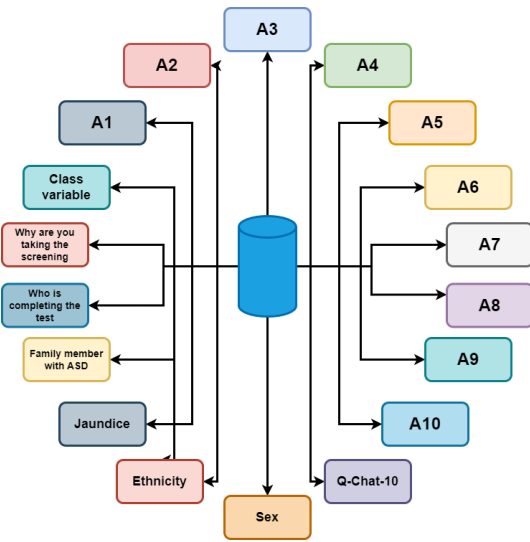 A3
A2
A4
A1
A5
Class
variable
A6
Why are you
taking the
screening
A7
Who is
completing the
test
A8
Family member
with ASD
A9
Jaundice
A10
Ethnicity
Q-Chat-10
Sex